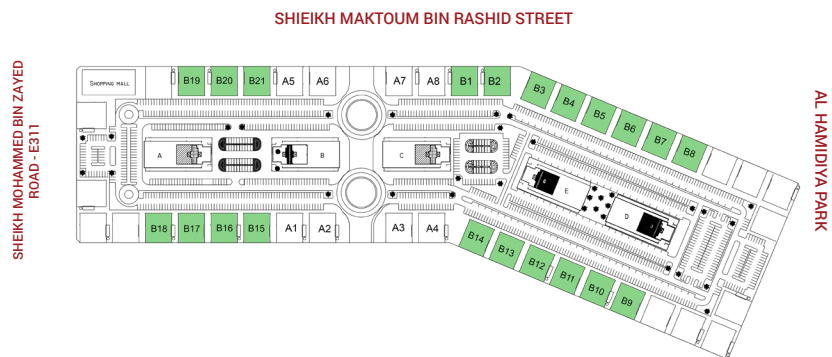 SHIEIKH MAKTOUM BIN RASHID STREET
SHEIKH MOHAMMED BIN ZAYED
ROAD - E311
AL HAMIDIYA PARK
SHOPPING MALL
B19
B20
B21
A5
A6
A7
A8
B1
B2
B3
B4
B5
B6
B7
B8
A
B
C
E
D
B18
B17
B16
B15
A1
A2
A3
A4
B14
B13
B12
B11
B10
B9